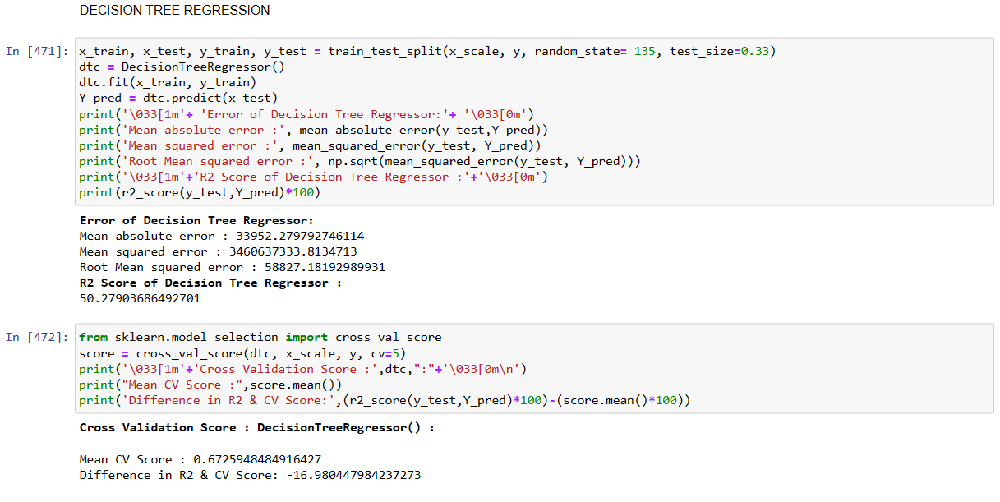 DECISION TREE REGRESSION
In [471]: x_train, x_test, y_train, y_test = train_test_split(x_scale, y, random_state= 135, test_size=0.33)
dtc = DecisionTreeRegressor()
dtc.fit(x_train, y_train)
Y_pred = dtc.predict(x_test)
print('\033[1m'+ 'Error of Decision Tree Regressor:'+ '\033[0m')
print('Mean absolute error :', mean_absolute_error(y_test,Y_pred))
print('Mean squared error :', mean_squared_error(y_test, Y_pred))
print('Root Mean squared error :', np.sqrt(mean_squared_error(y_test, Y_pred)))
print('\033[1m'+'R2 Score of Decision Tree Regressor :'+'\033[0m')
print(r2_score(y_test,Y_pred)*100)
Error of Decision Tree Regressor:
Mean absolute error : 33952.279792746114
Mean squared error : 3460637333.8134713
Root Mean squared error : 58827.18192989931
R2 Score of Decision Tree Regressor :
50.27903686492701
In [472]: from sklearn.model_selection import cross_val_score
score = cross_val_score(dtc, x_scale, y, cv=5)
print('\033[1m'+'Cross Validation Score :',dtc,":"+'\033[0m\n')
print("Mean CV Score :",score.mean())
print('Difference in R2 & CV Score:',(r2_score(y_test,Y_pred)*100)-(score.mean()*100))
Cross Validation Score : DecisionTreeRegressor() :
Mean CV Score : 0.6725948484916427
Difference in R2 & CV Score: -16.980447984237273